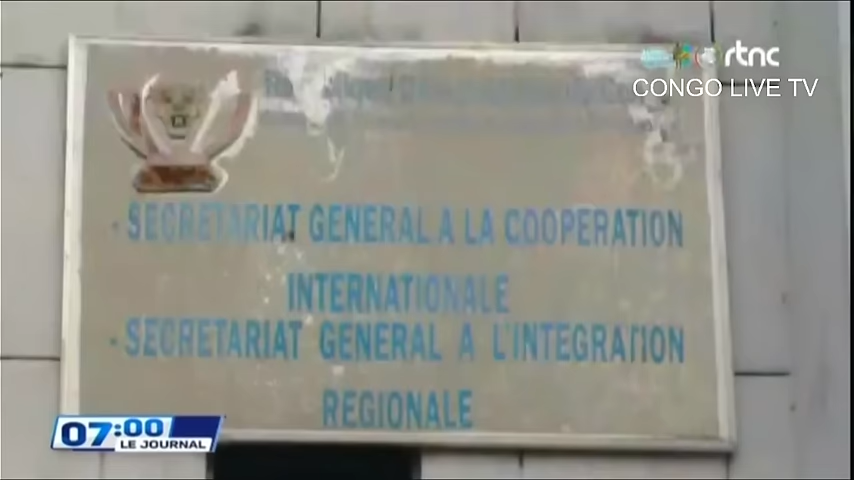 rtnc
CONGO LIVE TV
- SECRETARIAT GENERAL A LA COOPERATION
INTERNATIONALE
- SECRETARIAT GENERAL A L'INTEGRATION
REGIONALE
07:00
LE JOURNAL